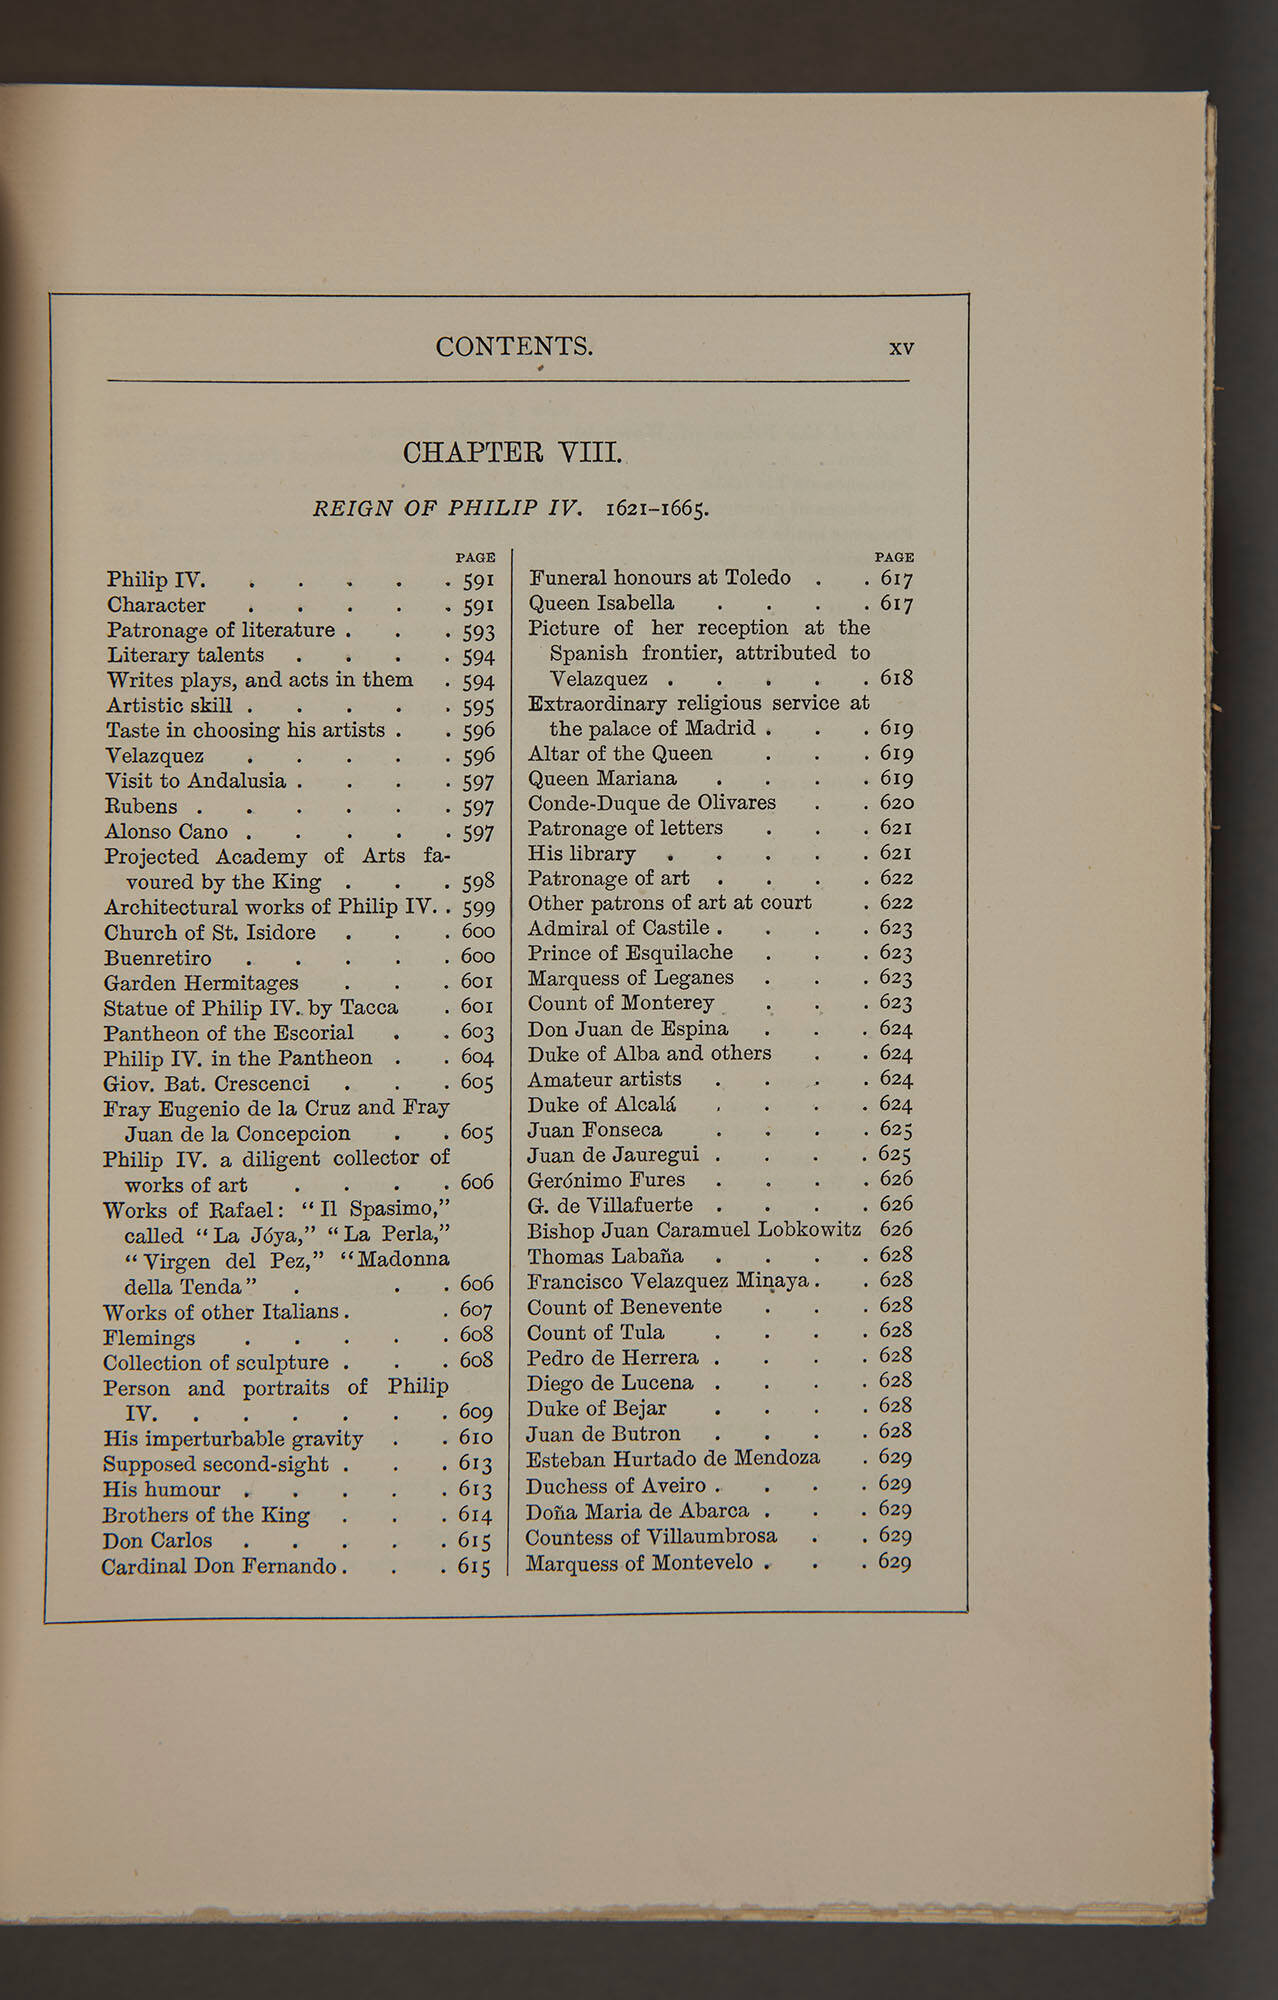 CONTENTS. xv
CHAPTER VIII.
REIGN OF PHILIP IV. 1621-1665.
PAGE
Philip IV. . . . . . 591
Character . . . . . 591
Patronage of literature . . . 593
Literary talents . . . . 594
Writes plays, and acts in them . 594
Artistic skill . . . . . 595
Taste in choosing his artists . . 596
Velazquez . . . . . 596
Visit to Andalusia . . . . 597
Rubens . . . . . . 597
Alonso Cano . . . . . 597
Projected Academy of Arts fa-
voured by the King . . . 598
Architectural works of Philip IV. . 599
Church of St. Isidore . . . 600
Buenretiro . . . . . 600
Garden Hermitages . . . 601
Statue of Philip IV. by Tacca . 601
Pantheon of the Escorial . . 603
Philip IV. in the Pantheon . . 604
Giov. Bat. Crescenci . . . 605
Fray Eugenio de la Cruz and Fray
Juan de la Concepcion . . 605
Philip IV. a diligent collector of
works of art . . . . 606
Works of Rafael: “Il Spasimo,”
called “La Jóya,” “La Perla,”
“Virgen del Pez,” “Madonna
della Tenda” . . . 606
Works of other Italians . . 607
Flemings . . . . . 608
Collection of sculpture . . . 608
Person and portraits of Philip
IV. . . . . . . 609
His imperturbable gravity . . 610
Supposed second-sight . . . 613
His humour . . . . . 613
Brothers of the King . . . 614
Don Carlos . . . . . 615
Cardinal Don Fernando . . . 615
PAGE
Funeral honours at Toledo . . 617
Queen Isabella . . . . 617
Picture of her reception at the
Spanish frontier, attributed to
Velazquez . . . . . 618
Extraordinary religious service at
the palace of Madrid . . . 619
Altar of the Queen . . . 619
Queen Mariana . . . . 619
Conde-Duque de Olivares . . 620
Patronage of letters . . . 621
His library . . . . . 621
Patronage of art . . . . 622
Other patrons of art at court . 622
Admiral of Castile . . . . 623
Prince of Esquilache . . . 623
Marquess of Leganes . . . 623
Count of Monterey . . . 623
Don Juan de Espina . . . 624
Duke of Alba and others . . 624
Amateur artists . . . . 624
Duke of Alcalá . . . . 624
Juan Fonseca . . . . 625
Juan de Jauregui . . . . 625
Gerónimo Fures . . . . 626
G. de Villafuerte . . . . 626
Bishop Juan Caramuel Lobkowitz 626
Thomas Labaña . . . . 628
Francisco Velazquez Minaya . . 628
Count of Benevente . . . 628
Count of Tula . . . . 628
Pedro de Herrera . . . . 628
Diego de Lucena . . . . 628
Duke of Bejar . . . . 628
Juan de Butron . . . . 628
Esteban Hurtado de Mendoza . 629
Duchess of Aveiro . . . . 629
Doña Maria de Abarca . . . 629
Countess of Villaumbrosa . . 629
Marquess of Montevelo . . . 629